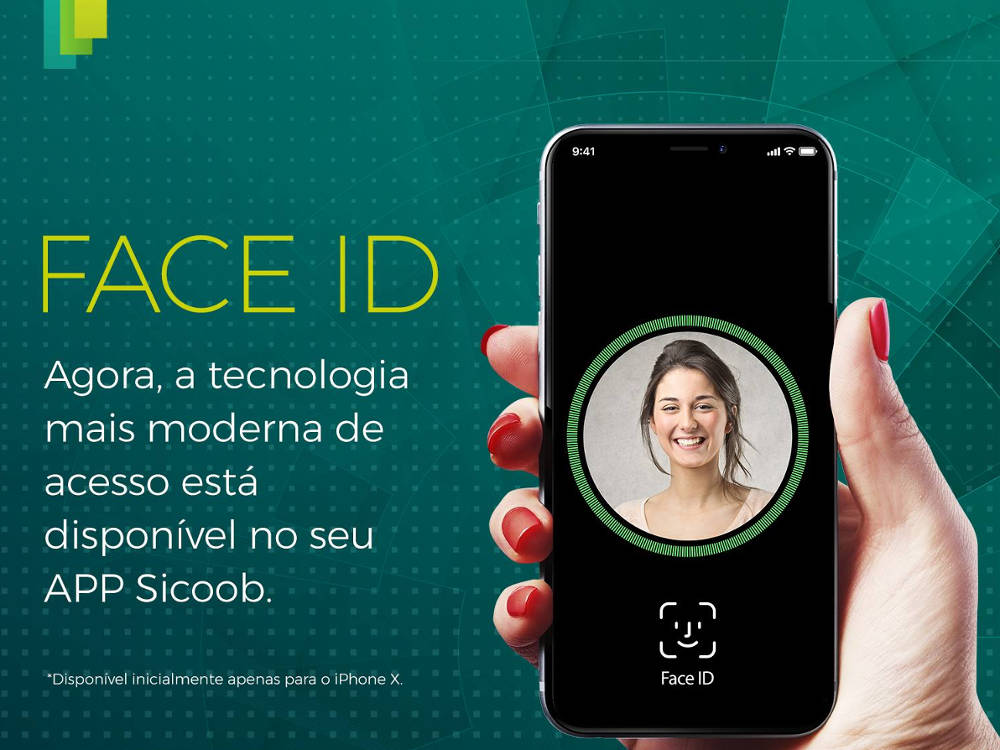 FACE ID
Agora, a tecnologia
mais moderna de
acesso está
disponível no seu
APP Sicoob.
*Disponível inicialmente apenas para o iPhone X.
9:41
Face ID